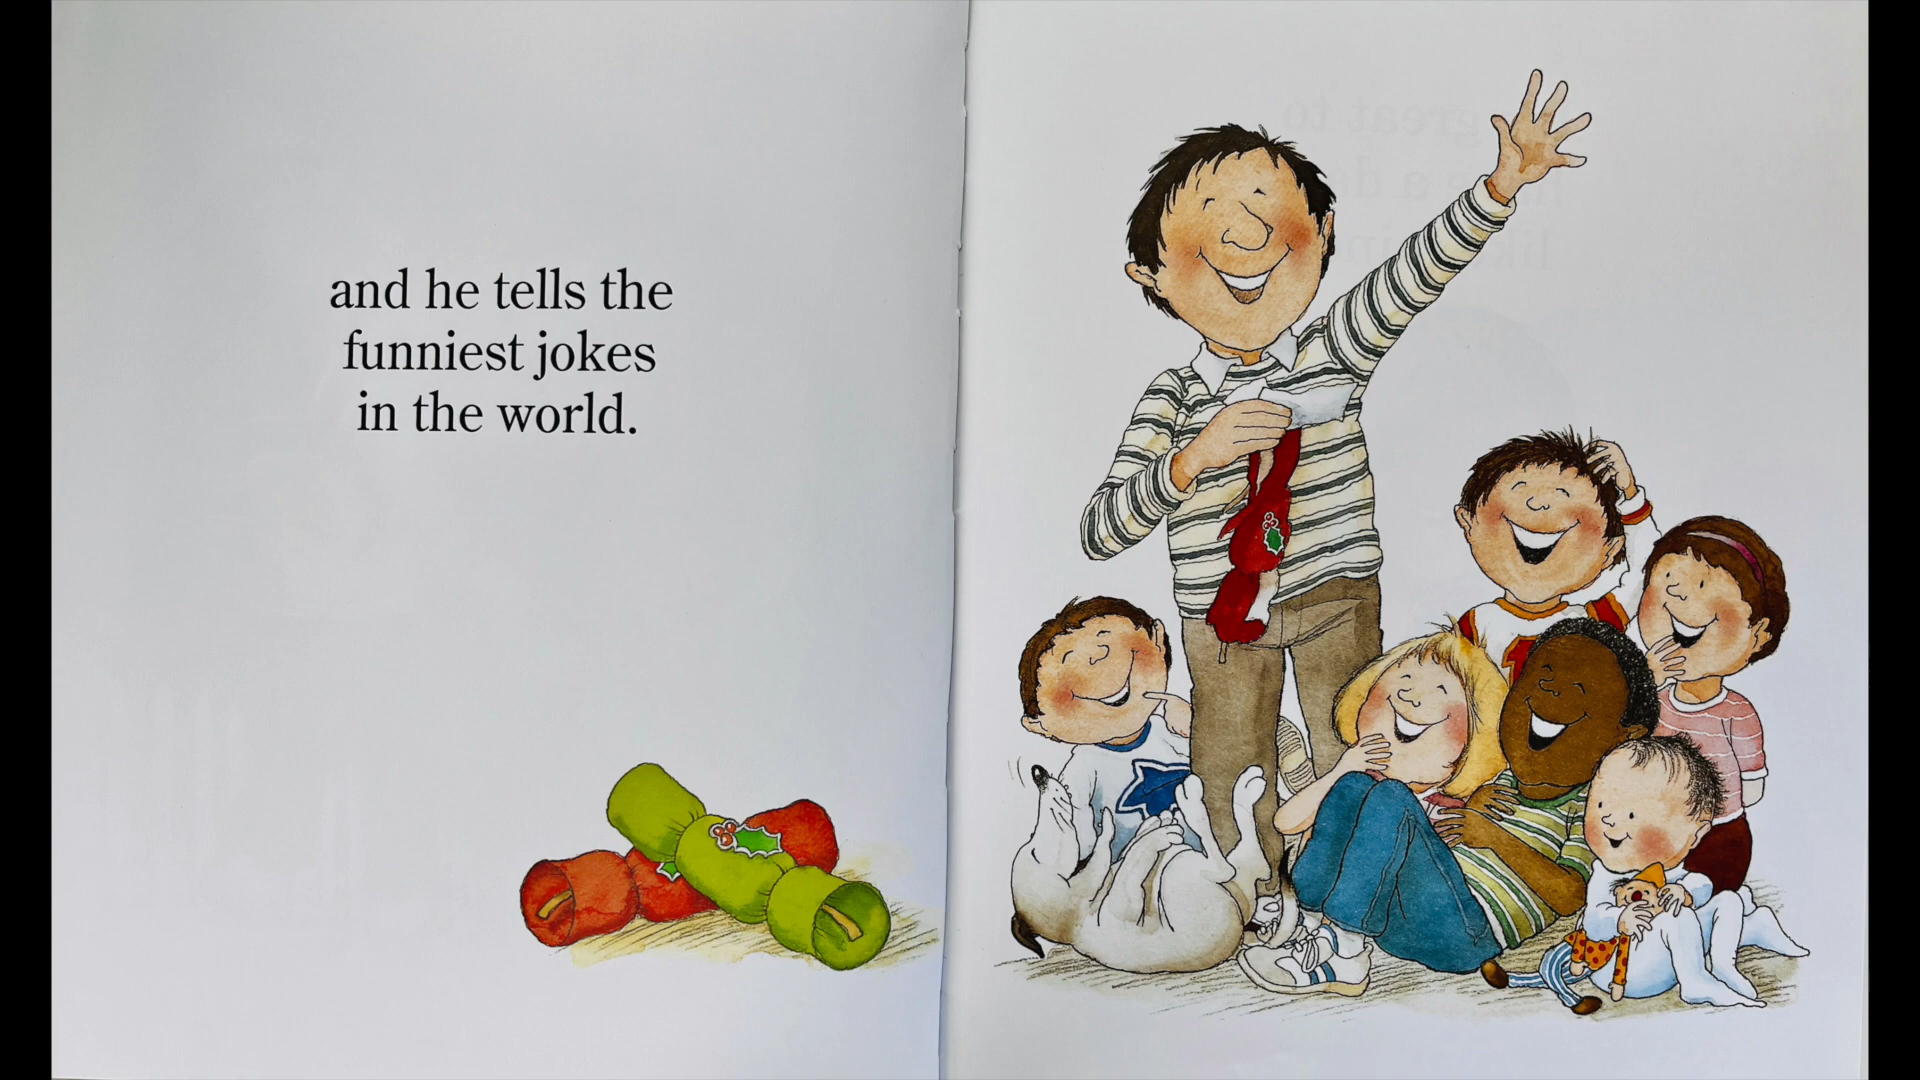 and he tells the
funniest jokes
in the world.